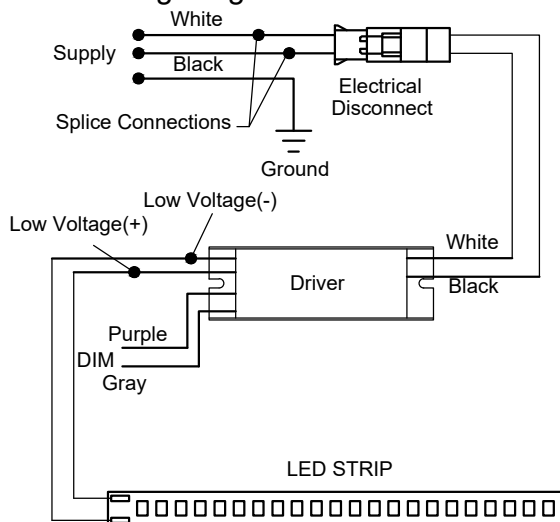 White
Supply
Black
Electrical
Disconnect
Splice Connections
Ground
Low Voltage(-)
Low Voltage(+)
White
Driver
Black
Purple
DIM
Gray
LED STRIP